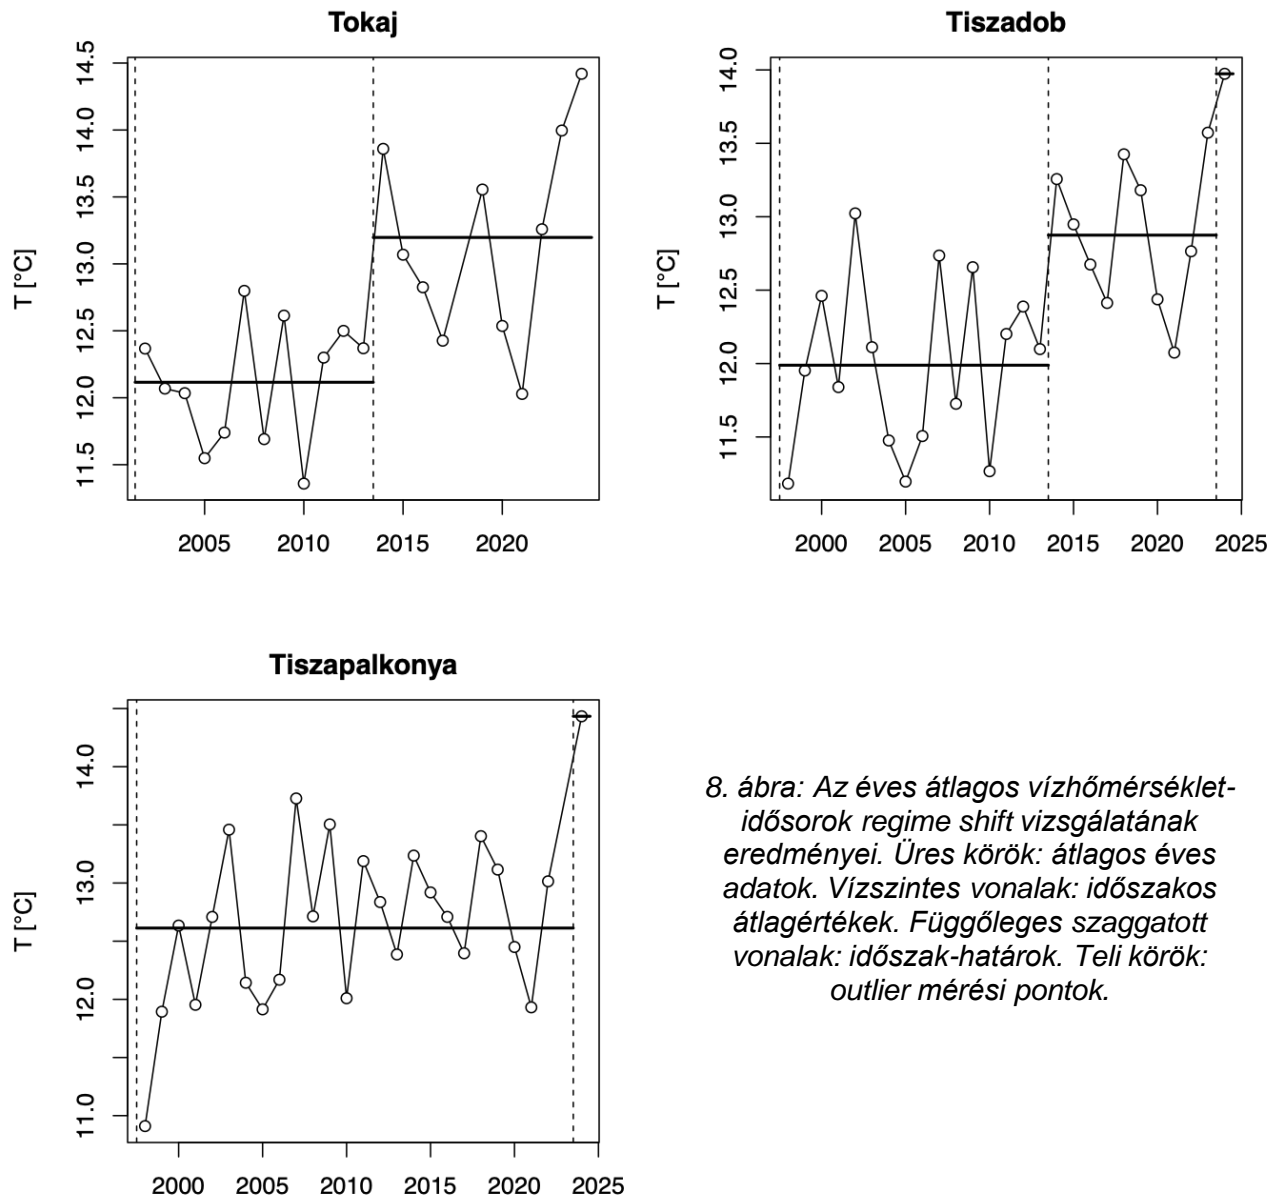 Tokaj
T [°C]
14.5
14.0
13.5
13.0
12.5
12.0
11.5
2005 2010 2015 2020
Tiszadob
T [°C]
14.0
13.5
13.0
12.5
12.0
11.5
2000 2005 2010 2015 2020 2025
Tiszapalkonya
T [°C]
14.0
13.0
12.0
11.0
2000 2005 2010 2015 2020 2025
8. ábra: Az éves átlagos vízhőmérséklet-
idősorok regime shift vizsgálatának
eredményei. Üres körök: átlagos éves
adatok. Vízszintes vonalak: időszakos
átlagértékek. Függőleges szaggatott
vonalak: időszak-határok. Teli körök:
outlier mérési pontok.